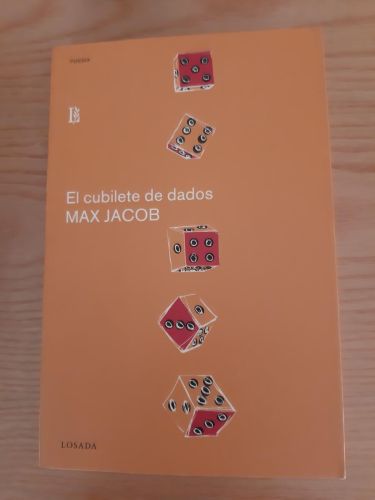 POESÍA
El cubilete de dados
MAX JACOB
LOSADA